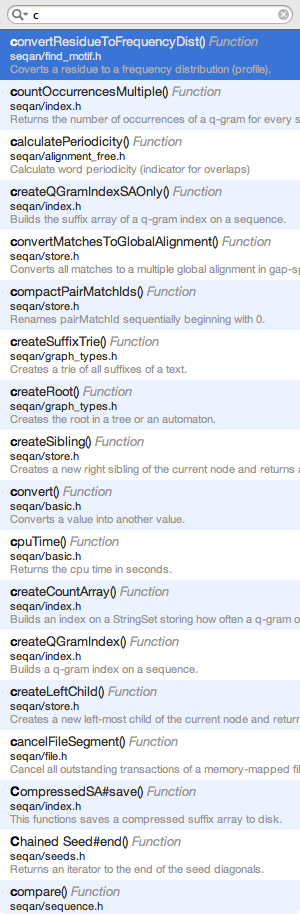 c
convertResidueToFrequencyDist() Function
seqan/find_motif.h
Coverts a residue to a frequency distribution (profile).
countOccurrencesMultiple() Function
seqan/index.h
Returns the number of occurrences of a q-gram for every s
calculatePeriodicity() Function
seqan/alignment_free.h
Calculate word periodicity (indicator for overlaps)
createQGramIndexSAOnly() Function
seqan/index.h
Builds the suffix array of a q-gram index on a sequence.
convertMatchesToGlobalAlignment() Function
seqan/store.h
Converts all matches to a multiple global alignment in gap-sp
compactPairMatchIds() Function
seqan/store.h
Renames pairMatchId sequentially beginning with 0.
createSuffixTrie() Function
seqan/graph_types.h
Creates a trie of all suffixes of a text.
createRoot() Function
seqan/graph_types.h
Creates the root in a tree or an automaton.
createSibling() Function
seqan/store.h
Creates a new right sibling of the current node and returns a
convert() Function
seqan/basic.h
Converts a value into another value.
cpuTime() Function
seqan/basic.h
Returns the cpu time in seconds.
createCountArray() Function
seqan/index.h
Builds an index on a StringSet storing how often a q-gram o
createQGramIndex() Function
seqan/index.h
Builds a q-gram index on a sequence.
createLeftChild() Function
seqan/store.h
Creates a new left-most child of the current node and return
cancelFileSegment() Function
seqan/file.h
Cancel all outstanding transactions of a memory-mapped fil
CompressedSA#save() Function
seqan/index.h
This functions saves a compressed suffix array to disk.
Chained Seed#end() Function
seqan/seeds.h
Returns an iterator to the end of the seed diagonals.
compare() Function
seqan/sequence.h